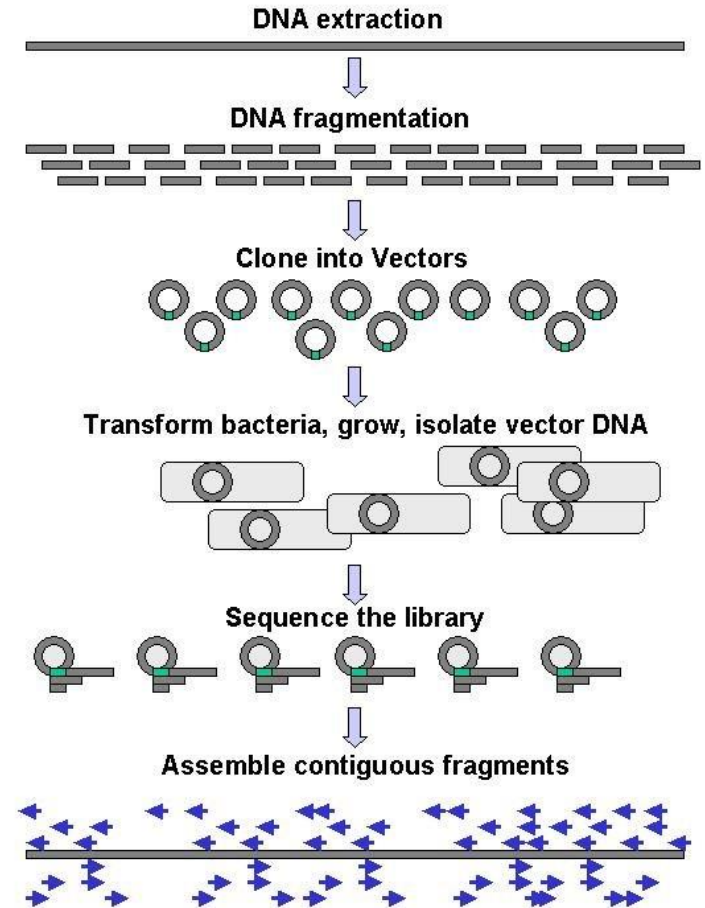 DNA extraction
DNA fragmentation
Clone into Vectors
Transform bacteria, grow, isolate vector DNA
Sequence the library
Assemble contiguous fragments